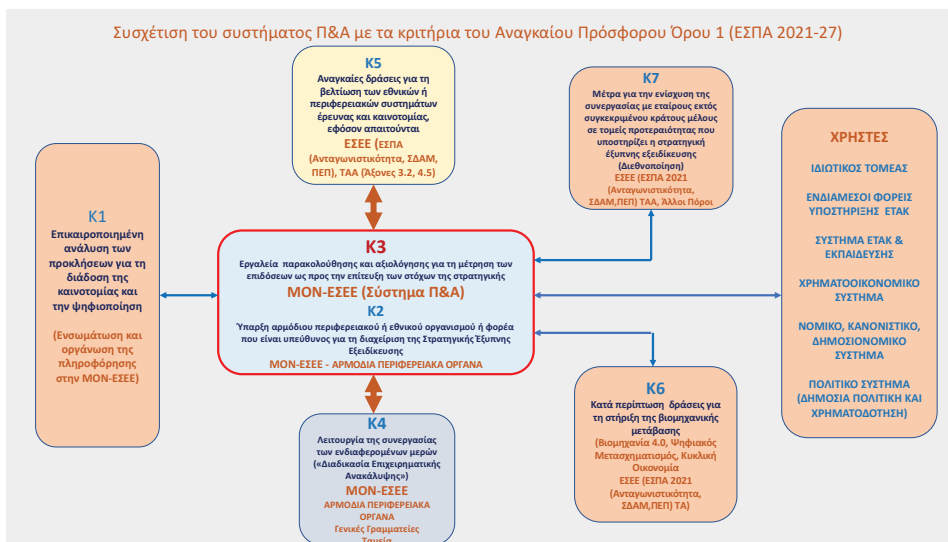 Συσχέτιση του συστήματος Π&Α με τα κριτήρια του Αναγκαίου Πρόσφορου Όρου 1 (ΕΣΠΑ 2021-27)
Κ5
Αναγκαίες δράσεις για τη
βελτίωση των εθνικών ή
περιφερειακών συστημάτων
έρευνας και καινοτομίας,
εφόσον απαιτούνται
ΕΣΕΕ (ΕΣΠΑ
(Ανταγωνιστικότητα, ΣΔΑΜ,
ΠΕΠ), ΤΑΑ (Άξονες 3.2, 4.5)
Κ7
Μέτρα για την ενίσχυση της
συνεργασίας με εταίρους εκτός
συγκεκριμένου κράτους μέλους
σε τομείς προτεραιότητας που
υποστηρίζει η στρατηγική
έξυπνης εξειδίκευσης
(Διεθνοποίηση)
ΕΣΕΕ (ΕΣΠΑ 2021
(Ανταγωνιστικότητα,
ΣΔΑΜ,ΠΕΠ) ΤΑΑ, Άλλοι Πόροι
Κ1
Επικαιροποιημένη
ανάλυση των
προκλήσεων για τη
διάδοση της
καινοτομίας και
την ψηφιοποίηση
(Ενσωμάτωση και
οργάνωση της
πληροφόρησης
στην ΜΟΝ-ΕΣΕΕ)
Κ3
Εργαλεία παρακολούθησης και αξιολόγησης για τη μέτρηση των
επιδόσεων ως προς την επίτευξη των στόχων της στρατηγικής
ΜΟΝ-ΕΣΕΕ (Σύστημα Π&Α)
Κ2
Ύπαρξη αρμόδιου περιφερειακού ή εθνικού οργανισμού ή φορέα
που είναι υπεύθυνος για τη διαχείριση της Στρατηγικής Έξυπνης
Εξειδίκευσης
ΜΟΝ-ΕΣΕΕ - ΑΡΜΟΔΙΑ ΠΕΡΙΦΕΡΕΙΑΚΑ ΟΡΓΑΝΑ
ΧΡΗΣΤΕΣ
ΙΔΙΩΤΙΚΟΣ ΤΟΜΕΑΣ
ΕΝΔΙΑΜΕΣΟΙ ΦΟΡΕΙΣ
ΥΠΟΣΤΗΡΙΞΗΣ ΕΤΑΚ
ΣΥΣΤΗΜΑ ΕΤΑΚ &
ΕΚΠΑΙΔΕΥΣΗΣ
ΧΡΗΜΑΤΟΟΙΚΟΝΟΜΙΚΟ
ΣΥΣΤΗΜΑ
ΝΟΜΙΚΟ, ΚΑΝΟΝΙΣΤΙΚΟ,
ΔΗΜΟΣΙΟΝΟΜΙΚΟ
ΣΥΣΤΗΜΑ
ΠΟΛΙΤΙΚΟ ΣΥΣΤΗΜΑ
(ΔΗΜΟΣΙΑ ΠΟΛΙΤΙΚΗ ΚΑΙ
ΧΡΗΜΑΤΟΔΟΤΗΣΗ)
Κ4
Λειτουργία της συνεργασίας
των ενδιαφερομένων μερών
(«Διαδικασία Επιχειρηματικής
Ανακάλυψης»)
ΜΟΝ-ΕΣΕΕ
ΑΡΜΟΔΙΑ ΠΕΡΙΦΕΡΕΙΑΚΑ
ΟΡΓΑΝΑ
Γενικές Γραμματείες
Ταμεία
Κ6
Κατά περίπτωση δράσεις για
τη στήριξη της βιομηχανικής
μετάβασης
(Βιομηχανία 4.0, Ψηφιακός
Μετασχηματισμός, Κυκλική
Οικονομία
ΕΣΕΕ (ΕΣΠΑ 2021
(Ανταγωνιστικότητα,
ΣΔΑΜ,ΠΕΠ) ΤΑ)